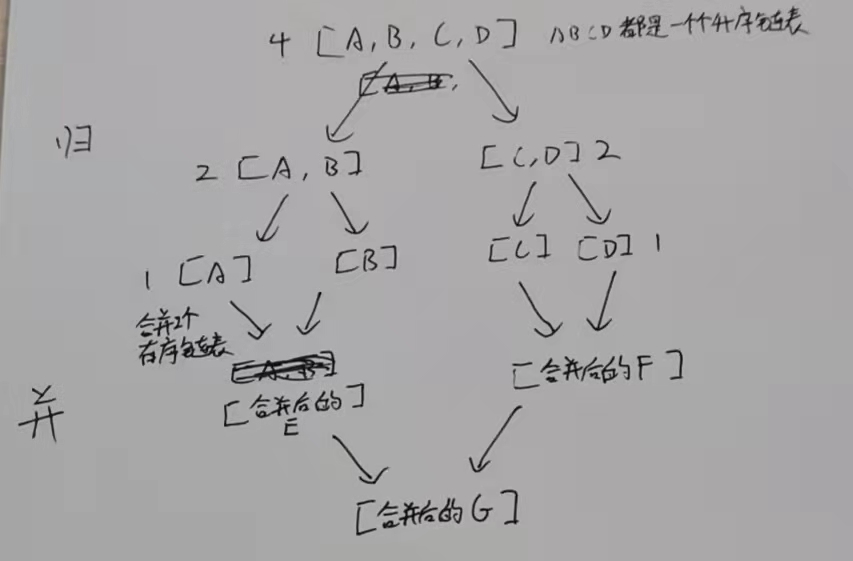 4 [A,B,C,D] ABCD都是一个个升序链表
[A,B,
归
2 [A,B] [C,D] 2
1 [A] [B] [C] [D] 1
合并2个
有序链表
[A,B]
[合并后的F]
并
[合并后的]
E
[合并后的G]